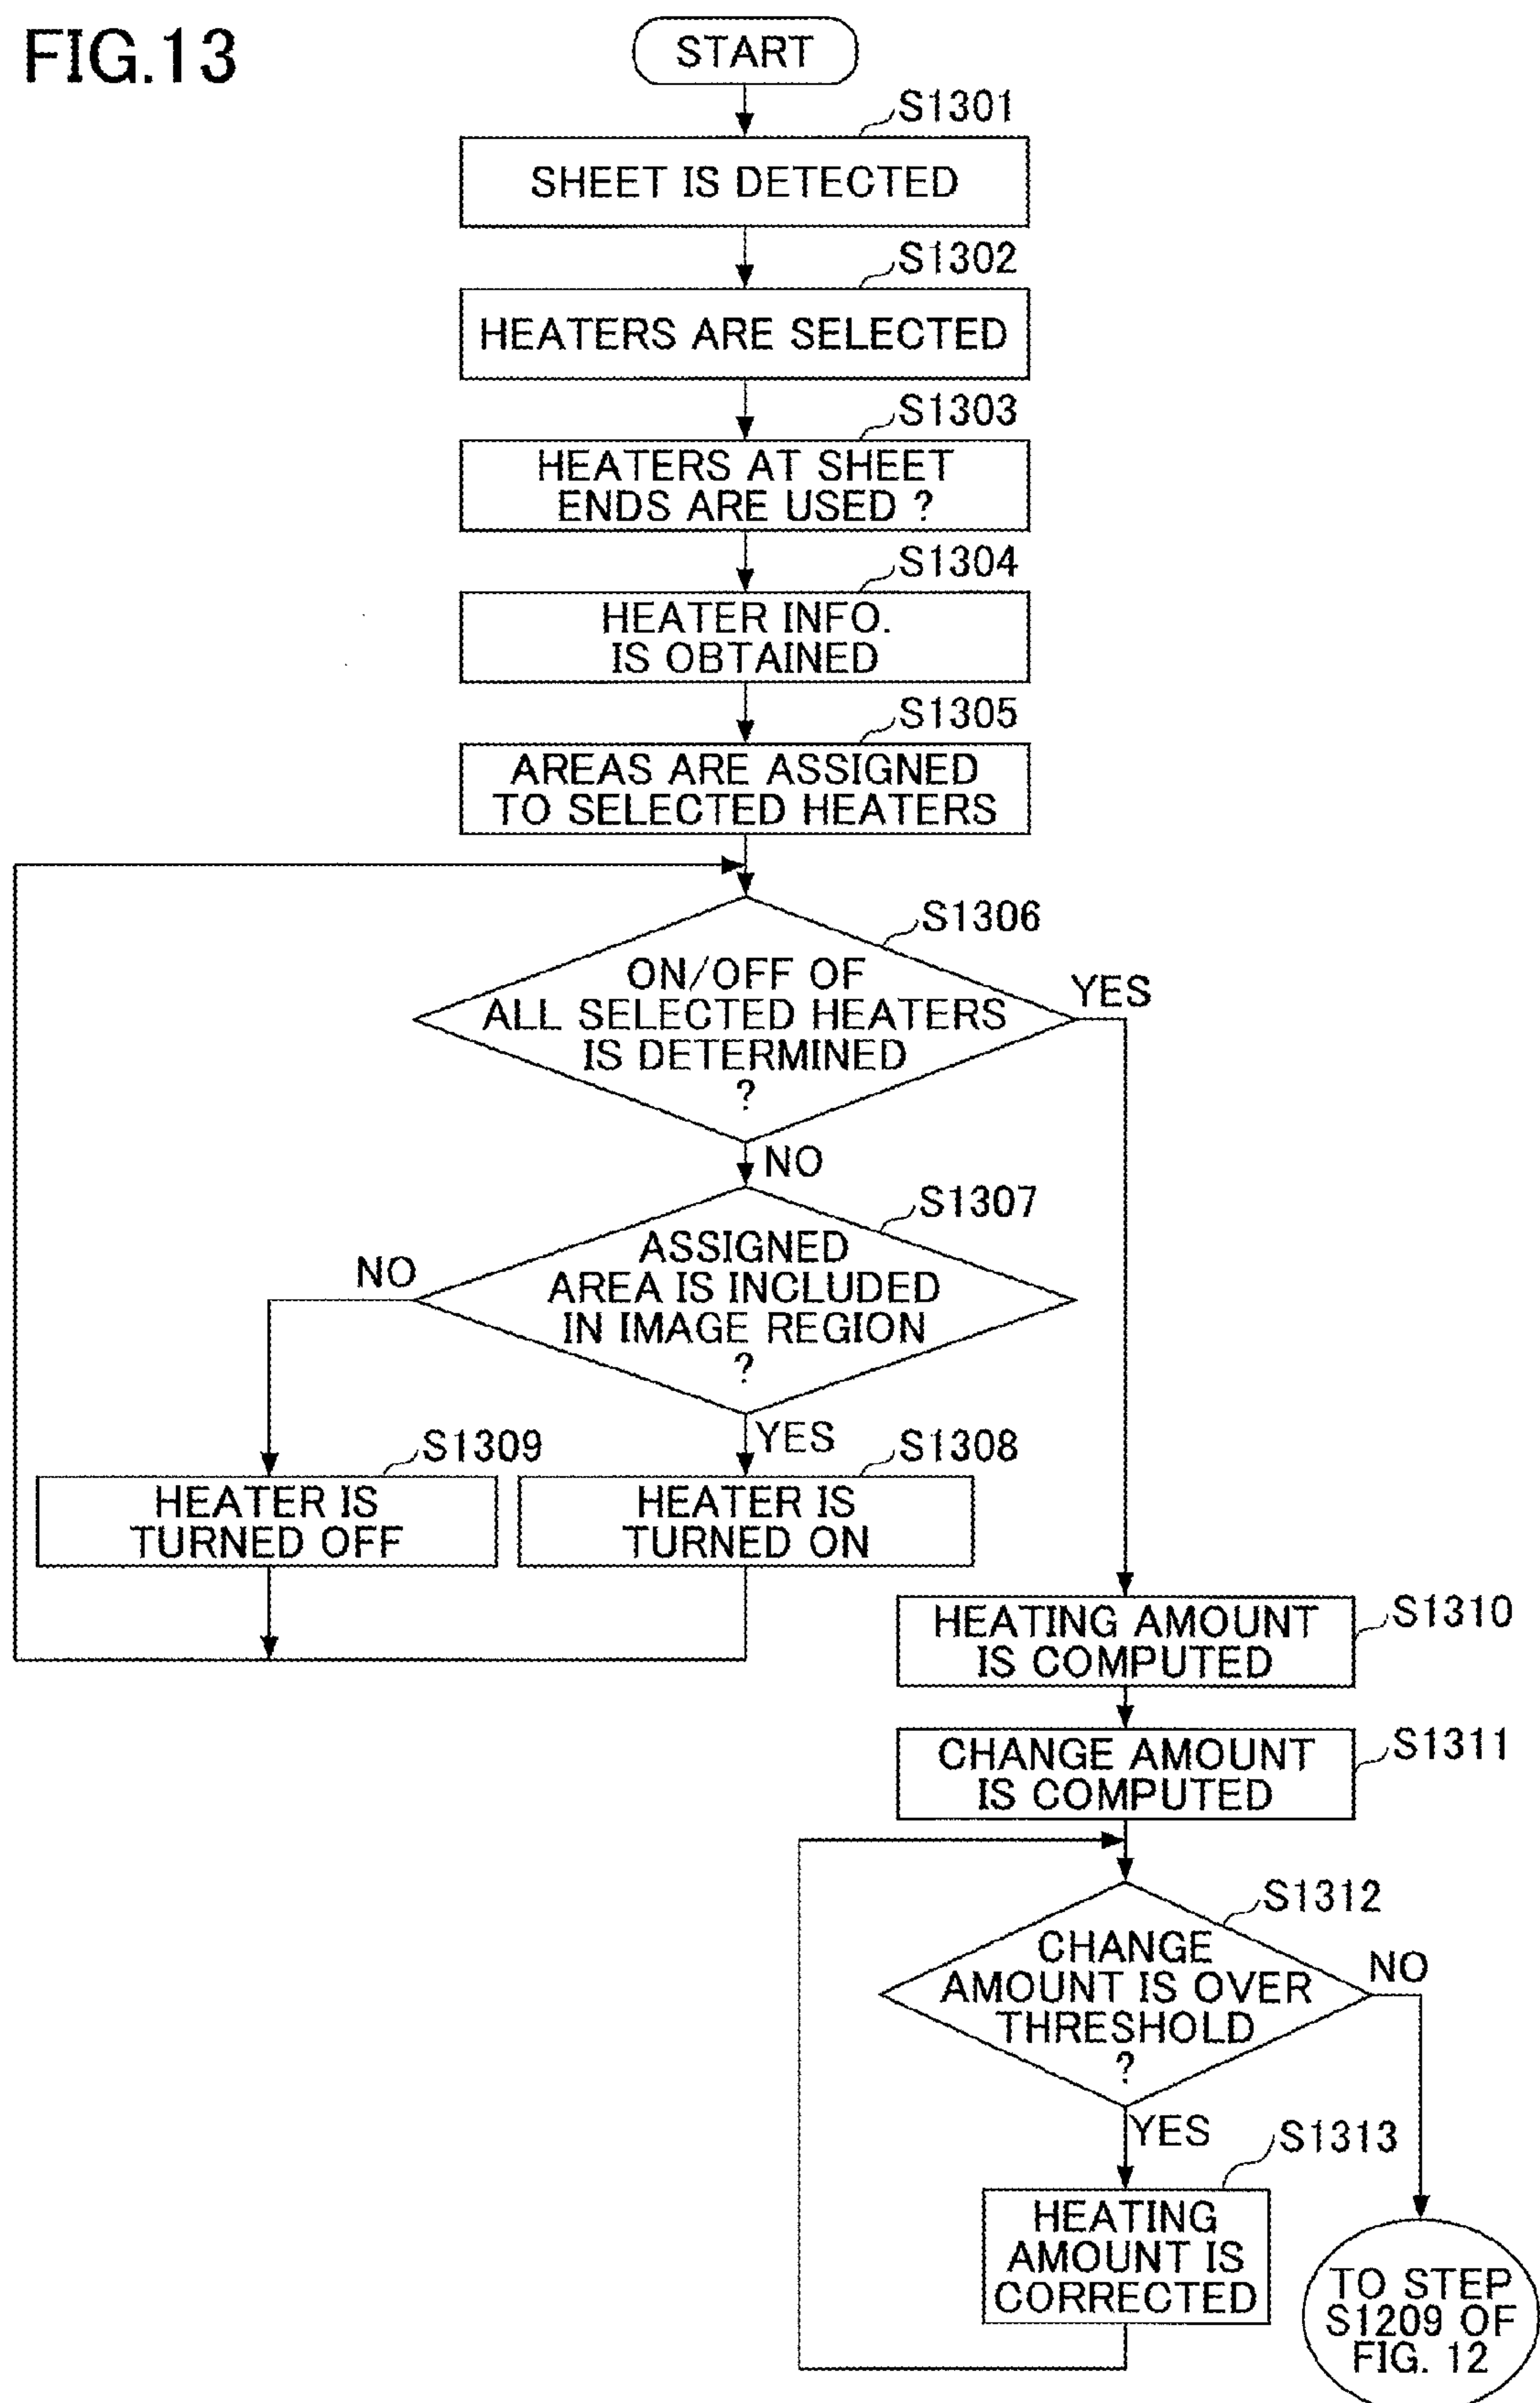 FIG.13
START
S1301
SHEET IS DETECTED
S1302
HEATERS ARE SELECTED
S1303
HEATERS AT SHEET
ENDS ARE USED ?
S1304
HEATER INFO.
IS OBTAINED
S1305
AREAS ARE ASSIGNED
TO SELECTED HEATERS
S1306
ON/OFF OF
ALL SELECTED HEATERS
IS DETERMINED
?
YES
NO
S1307
ASSIGNED
AREA IS INCLUDED
IN IMAGE REGION
?
NO
YES
S1309
HEATER IS
TURNED OFF
S1308
HEATER IS
TURNED ON
S1310
HEATING AMOUNT
IS COMPUTED
S1311
CHANGE AMOUNT
IS COMPUTED
S1312
CHANGE
AMOUNT IS OVER
THRESHOLD
?
NO
YES
S1313
HEATING
AMOUNT IS
CORRECTED
TO STEP
S1209 OF
FIG. 12